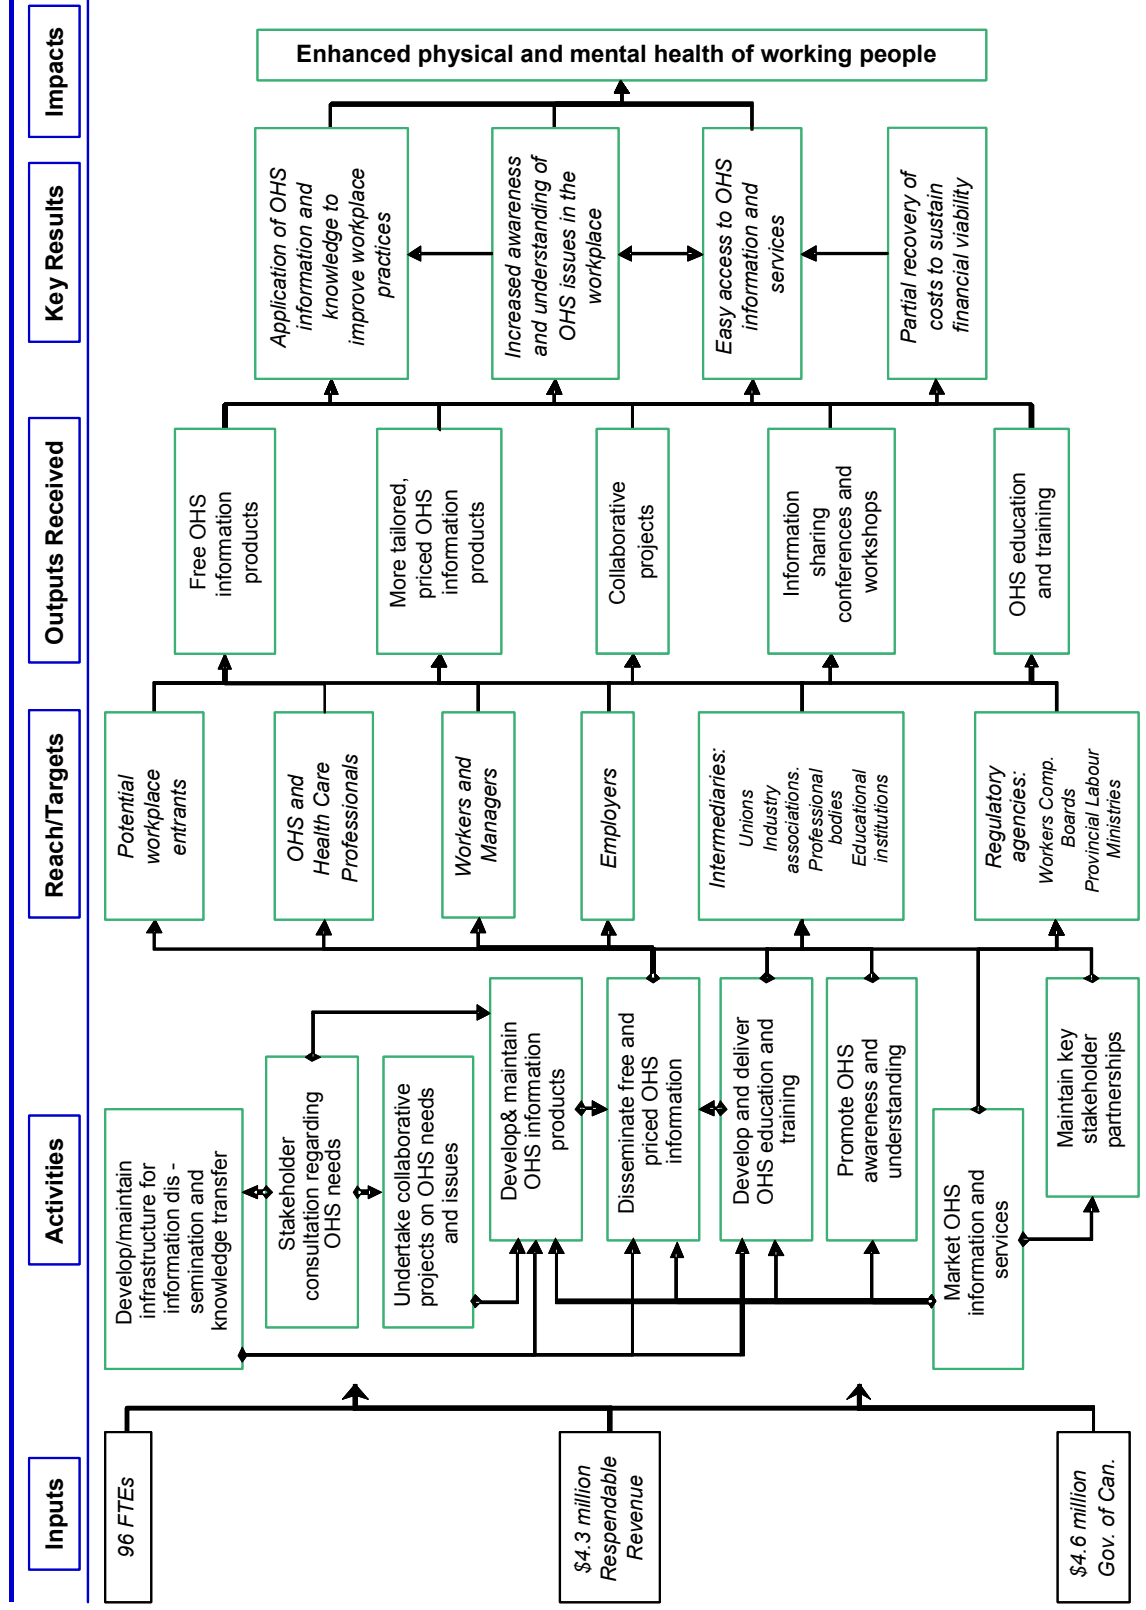 Inputs
Activities
Reach/Targets
Outputs Received
Key Results
Impacts
96 FTEs
$4.3 million
Respendable
Revenue
$4.6 million
Gov. of Can.
Develop/maintain
infrastructure for
information dis -
semination and
knowledge transfer
Stakeholder
consultation regarding
OHS needs
Undertake collaborative
projects on OHS needs
and issues
Develop& maintain
OHS information
products
Disseminate free and
priced OHS
information
Develop and deliver
OHS education and
training
Promote OHS
awareness and
understanding
Market OHS
information and
services
Maintain key
stakeholder
partnerships
Potential
workplace
entrants
OHS and
Health Care
Professionals
Workers and
Managers
Employers
Intermediaries:
Unions
Industry
associations.
Professional
bodies
Educational
institutions
Regulatory
agencies:
Workers Comp.
Boards
Provincial Labour
Ministries
Free OHS
information
products
More tailored,
priced OHS
information
products
Collaborative
projects
Information
sharing
conferences and
workshops
OHS education
and training
Application of OHS
information and
knowledge to
improve workplace
practices
Increased awareness
and understanding of
OHS issues in the
workplace
Easy access to OHS
information and
services
Partial recovery of
costs to sustain
financial viability
Enhanced physical and mental health of working people